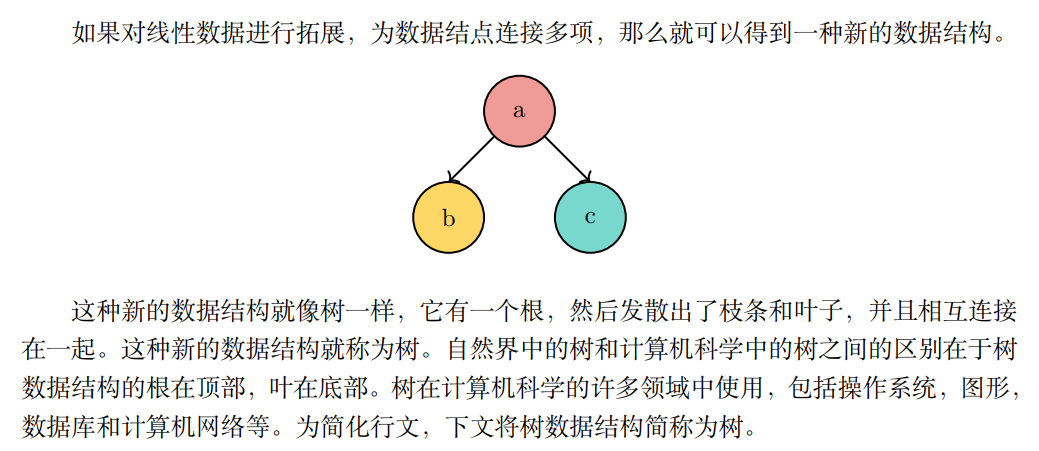 如果对线性数据进行拓展，为数据结点连接多项，那么就可以得到一种新的数据结构。
a
b
c
这种新的数据结构就像树一样，它有一个根，然后发散出了枝条和叶子，并且相互连接
在一起。这种新的数据结构就称为树。自然界中的树和计算机科学中的树之间的区别在于树
数据结构的根在顶部，叶在底部。树在计算机科学的许多领域中使用，包括操作系统，图形，
数据库和计算机网络等。为简化行文，下文将树数据结构简称为树。